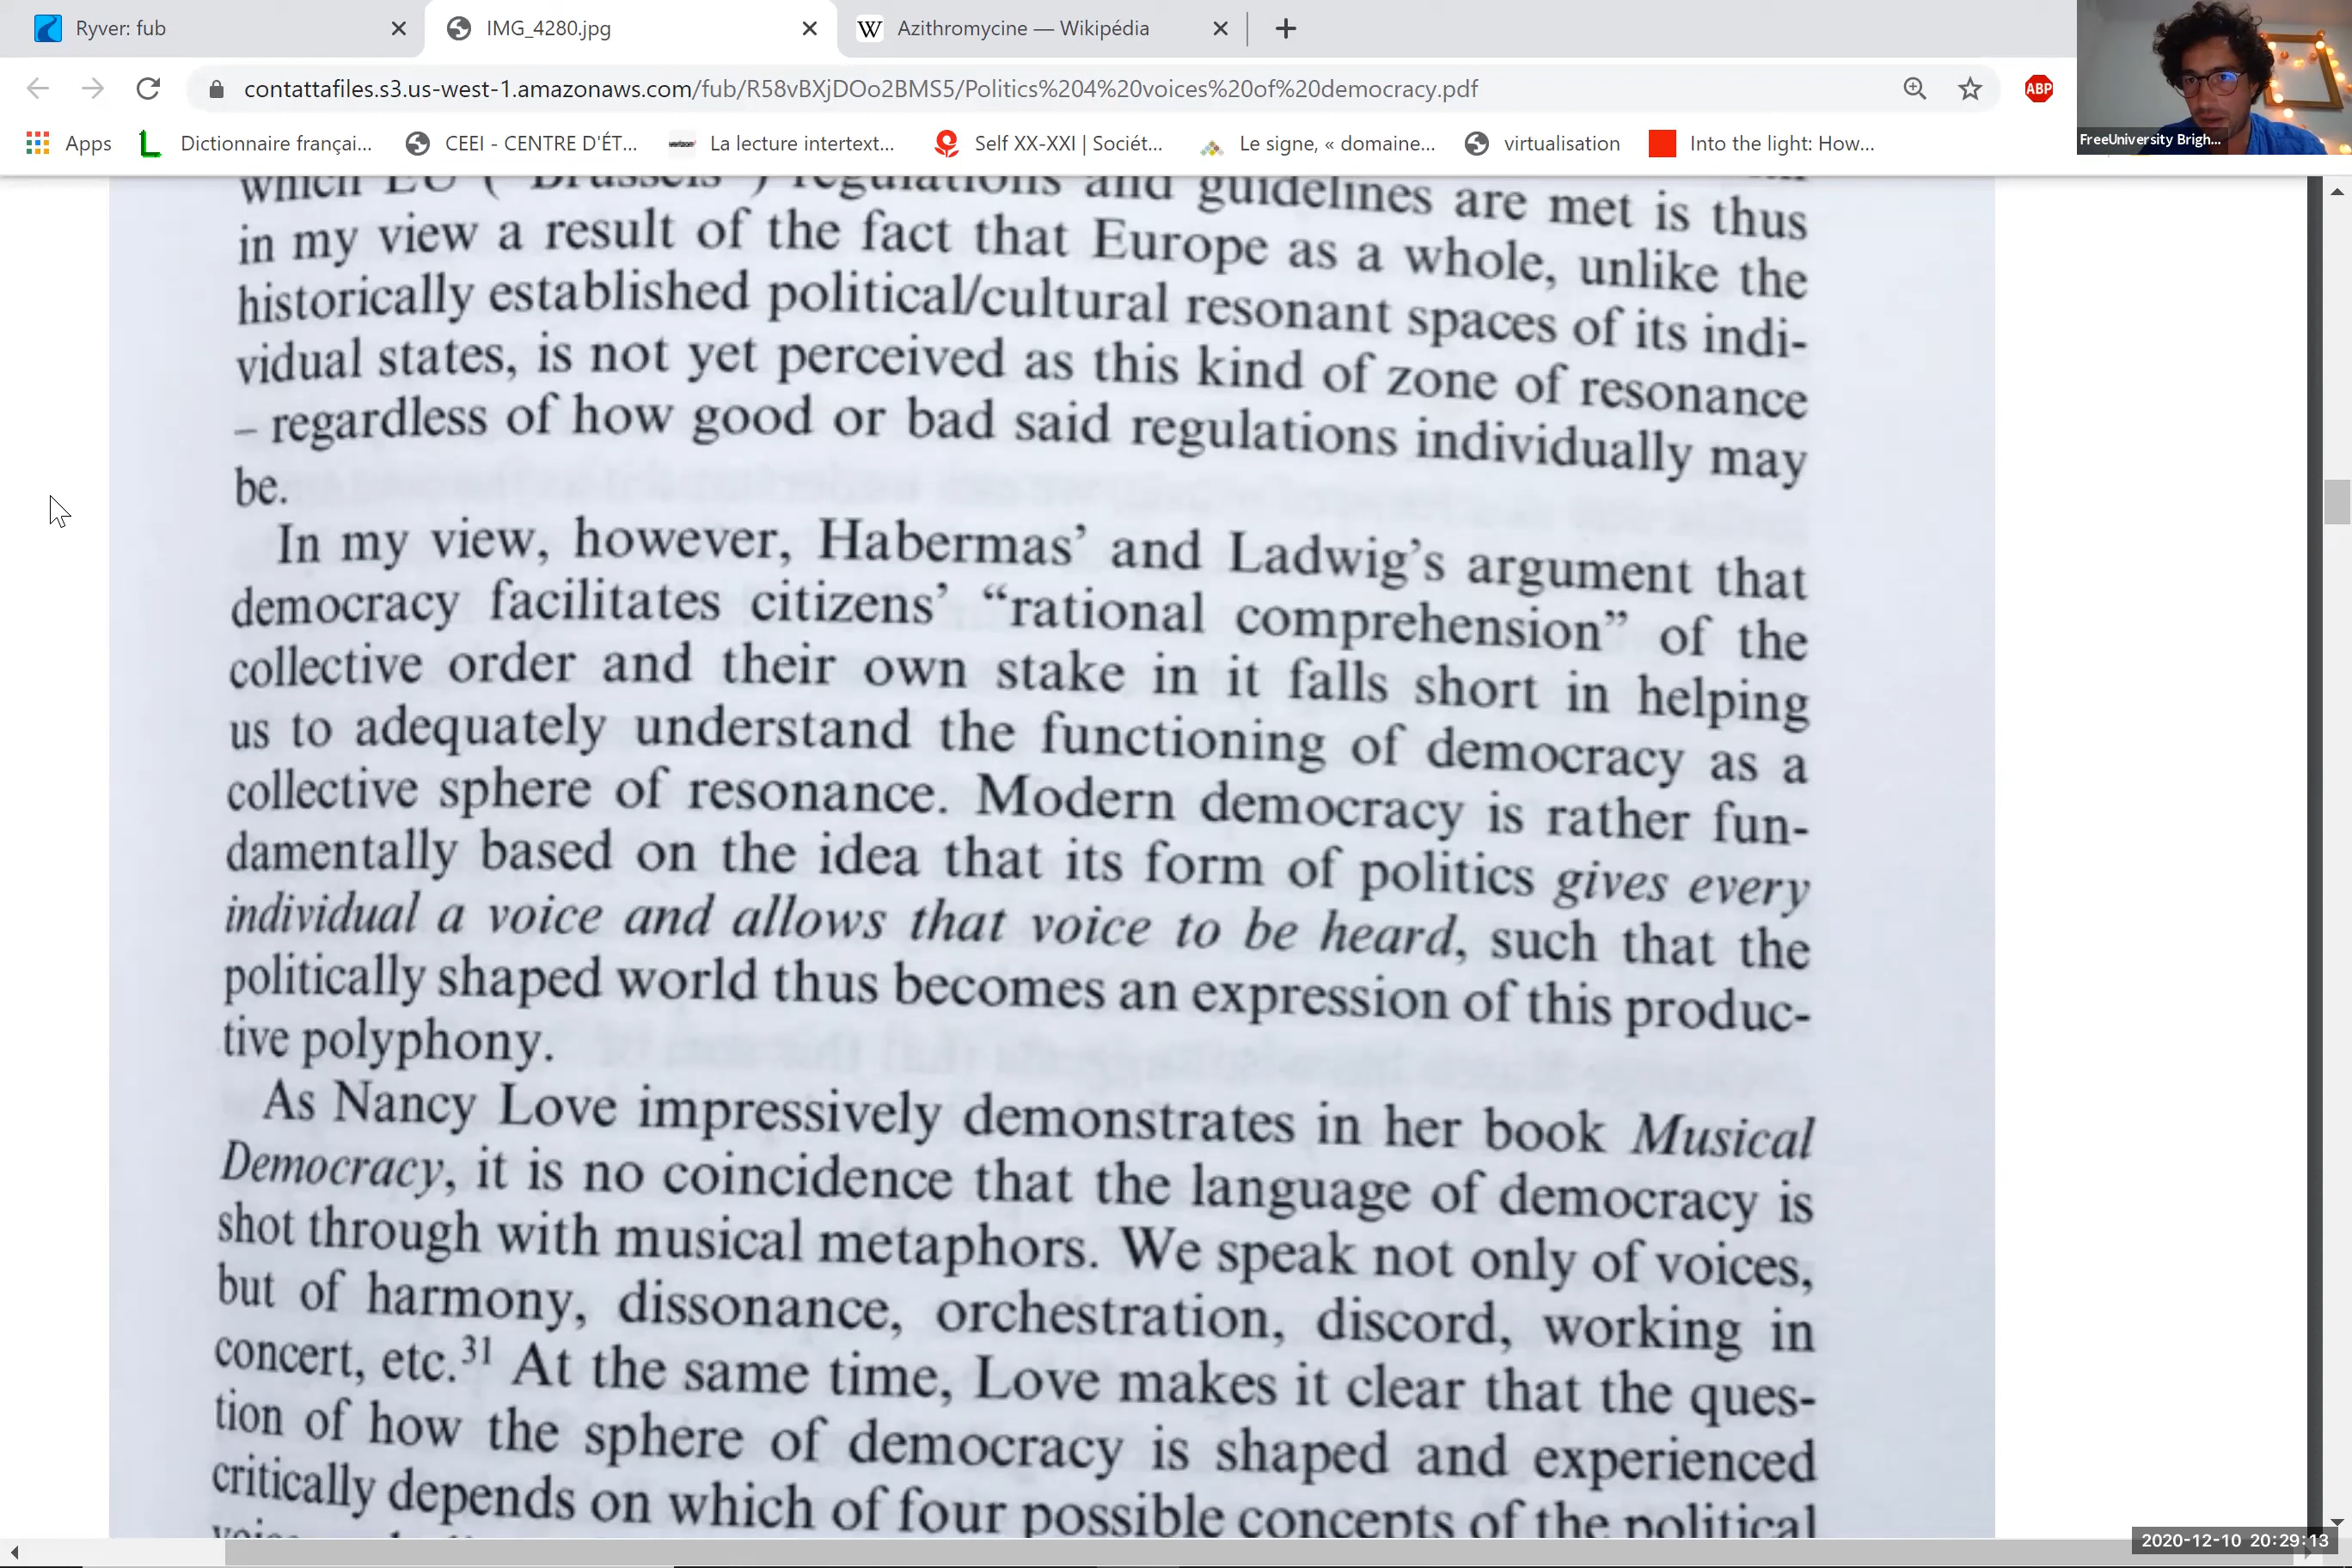 Ryver: fub
IMG_4280.jpg
W Azithromycine — Wikipédia
contattafiles.s3.us-west-1.amazonaws.com/fub/R58vBXjDOo2BMS5/Politics%204%20voices%20of%20democracy.pdf
ABP
Apps
Dictionnaire françai...
CEEI - CENTRE D'ÉT...
La lecture intertext...
Self XX-XXI | Sociét...
Le signe, « domaine...
virtualisation
Into the light: How...
FreeUniversity Brigh...
which EU (“Brussels”) regulations and guidelines are met is thus
in my view a result of the fact that Europe as a whole, unlike the
historically established political/cultural resonant spaces of its indi-
vidual states, is not yet perceived as this kind of zone of resonance
– regardless of how good or bad said regulations individually may
be.
In my view, however, Habermas’ and Ladwig’s argument that
democracy facilitates citizens’ “rational comprehension” of the
collective order and their own stake in it falls short in helping
us to adequately understand the functioning of democracy as a
collective sphere of resonance. Modern democracy is rather fun-
damentally based on the idea that its form of politics gives every
individual a voice and allows that voice to be heard, such that the
politically shaped world thus becomes an expression of this produc-
tive polyphony.
As Nancy Love impressively demonstrates in her book Musical
Democracy, it is no coincidence that the language of democracy is
shot through with musical metaphors. We speak not only of voices,
but of harmony, dissonance, orchestration, discord, working in
concert, etc.31 At the same time, Love makes it clear that the ques-
tion of how the sphere of democracy is shaped and experienced
critically depends on which of four possible concepts of the political
2020-12-10 20:29:13